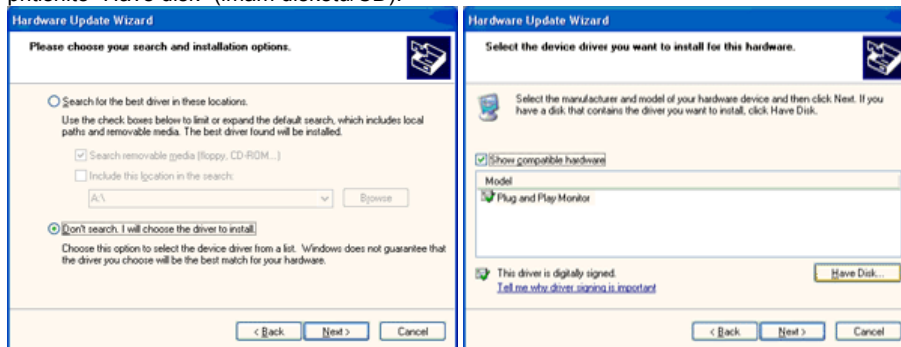 pritisnite "Have disk" (Imam
Hardware Update Wizard
Please choose your search and installation options.
Search for the best driver in these locations.
Use the check boxes below to limit or expand the default search, which includes local
paths and removable media. The best driver found will be installed.
Search removable media (floppy, CD-ROM...)
Include this location in the search:
A:\ Browse
Don't search. I will choose the driver to install.
Choose this option to select the device driver from a list. Windows does not guarantee that
the driver you choose will be the best match for your hardware.
< Back Next > Cancel
Hardware Update Wizard
Select the device driver you want to install for this hardware.
Select the manufacturer and model of your hardware device and then click Next. If you
have a disk that contains the driver you want to install, click Have Disk.
Show compatible hardware
Model
Plug and Play Monitor
This driver is digitally signed.
Have Disk...
Tell me why driver signing is important
< Back Next > Cancel